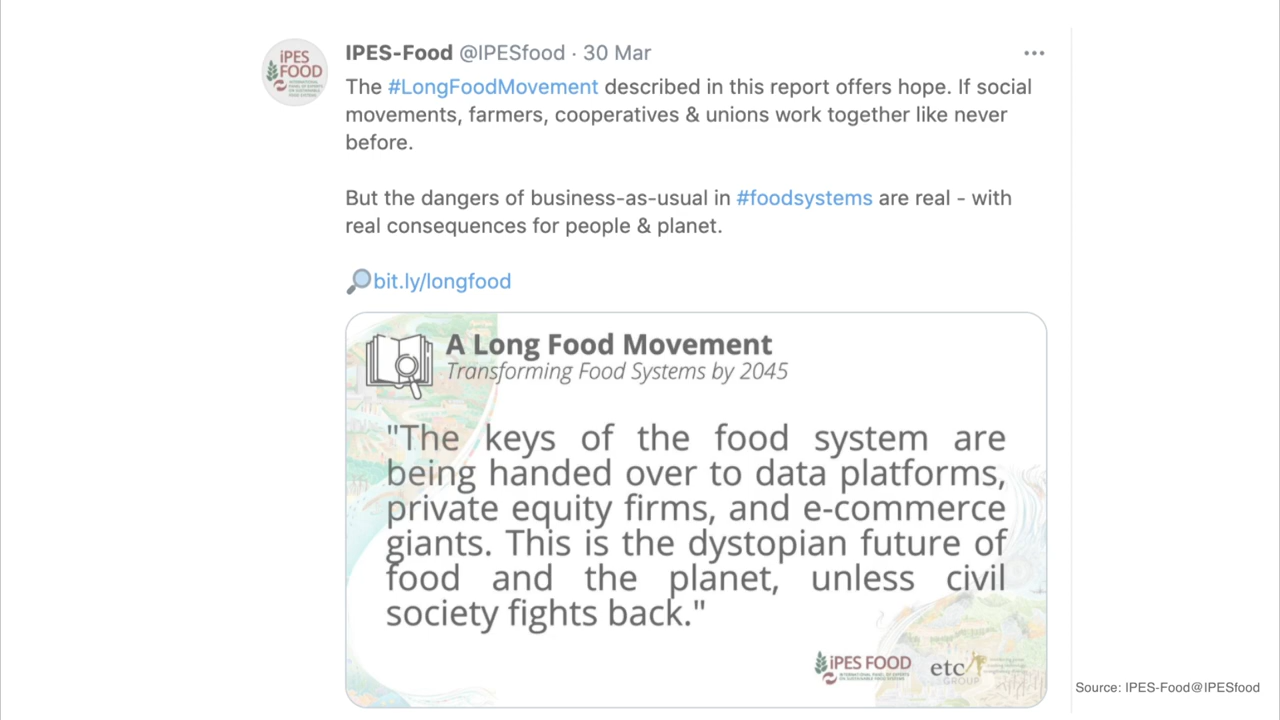 IPES-Food @IPESfood · 30 Mar
The #LongFoodMovement described in this report offers hope. If social
movements, farmers, cooperatives & unions work together like never
before.
But the dangers of business-as-usual in #foodsystems are real - with
real consequences for people & planet.
bit.ly/longfood
iPES
FOOD
A Long Food Movement
Transforming Food Systems by 2045
"The keys of the food system are
being handed over to data platforms,
private equity firms, and e-commerce
giants. This is the dystopian future of
food and the planet, unless civil
society fights back."
iPES FOOD
etc
GROUP
Source: IPES-Food@IPESfood